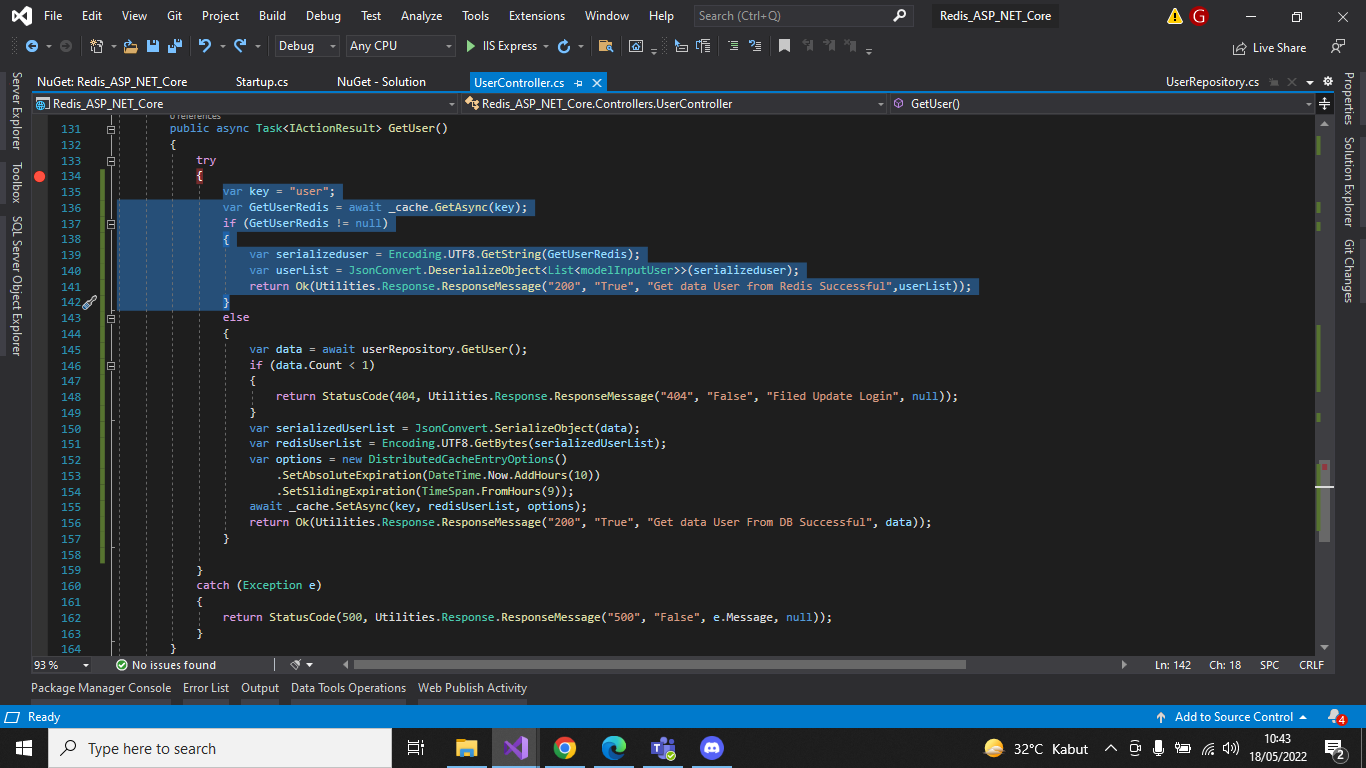 File Edit View Git Project Build Debug Test Analyze Tools Extensions Window Help Search (Ctrl+Q) Redis_ASP_NET_Core G
Debug Any CPU IIS Express Live Share
NuGet: Redis_ASP_NET_Core Startup.cs NuGet - Solution UserController.cs UserRepository.cs
Redis_ASP_NET_Core Redis_ASP_NET_Core.Controllers.UserController GetUser()
Server Explorer
Toolbox
SQL Server Object Explorer
0 references
131 public async Task<IActionResult> GetUser()
132 {
133 try
134 {
135 var key = "user";
136 var GetUserRedis = await _cache.GetAsync(key);
137 if (GetUserRedis != null)
138 {
139 var serializeduser = Encoding.UTF8.GetString(GetUserRedis);
140 var userList = JsonConvert.DeserializeObject<List<modelInputUser>>(serializeduser);
141 return Ok(Utilities.Response.ResponseMessage("200", "True", "Get data User from Redis Successful",userList));
142 }
143 else
144 {
145 var data = await userRepository.GetUser();
146 if (data.Count < 1)
147 {
148 return StatusCode(404, Utilities.Response.ResponseMessage("404", "False", "Filed Update Login", null));
149 }
150 var serializedUserList = JsonConvert.SerializeObject(data);
151 var redisUserList = Encoding.UTF8.GetBytes(serializedUserList);
152 var options = new DistributedCacheEntryOptions()
153 .SetAbsoluteExpiration(DateTime.Now.AddHours(10))
154 .SetSlidingExpiration(TimeSpan.FromHours(9));
155 await _cache.SetAsync(key, redisUserList, options);
156 return Ok(Utilities.Response.ResponseMessage("200", "True", "Get data User From DB Successful", data));
157 }
158
159 }
160 catch (Exception e)
161 {
162 return StatusCode(500, Utilities.Response.ResponseMessage("500", "False", e.Message, null));
163 }
164 }
Properties
Solution Explorer
Git Changes
93 % No issues found Ln: 142 Ch: 18 SPC CRLF
Package Manager Console Error List Output Data Tools Operations Web Publish Activity
Ready Add to Source Control 4
Type here to search 32°C Kabut 10:43
18/05/2022 2